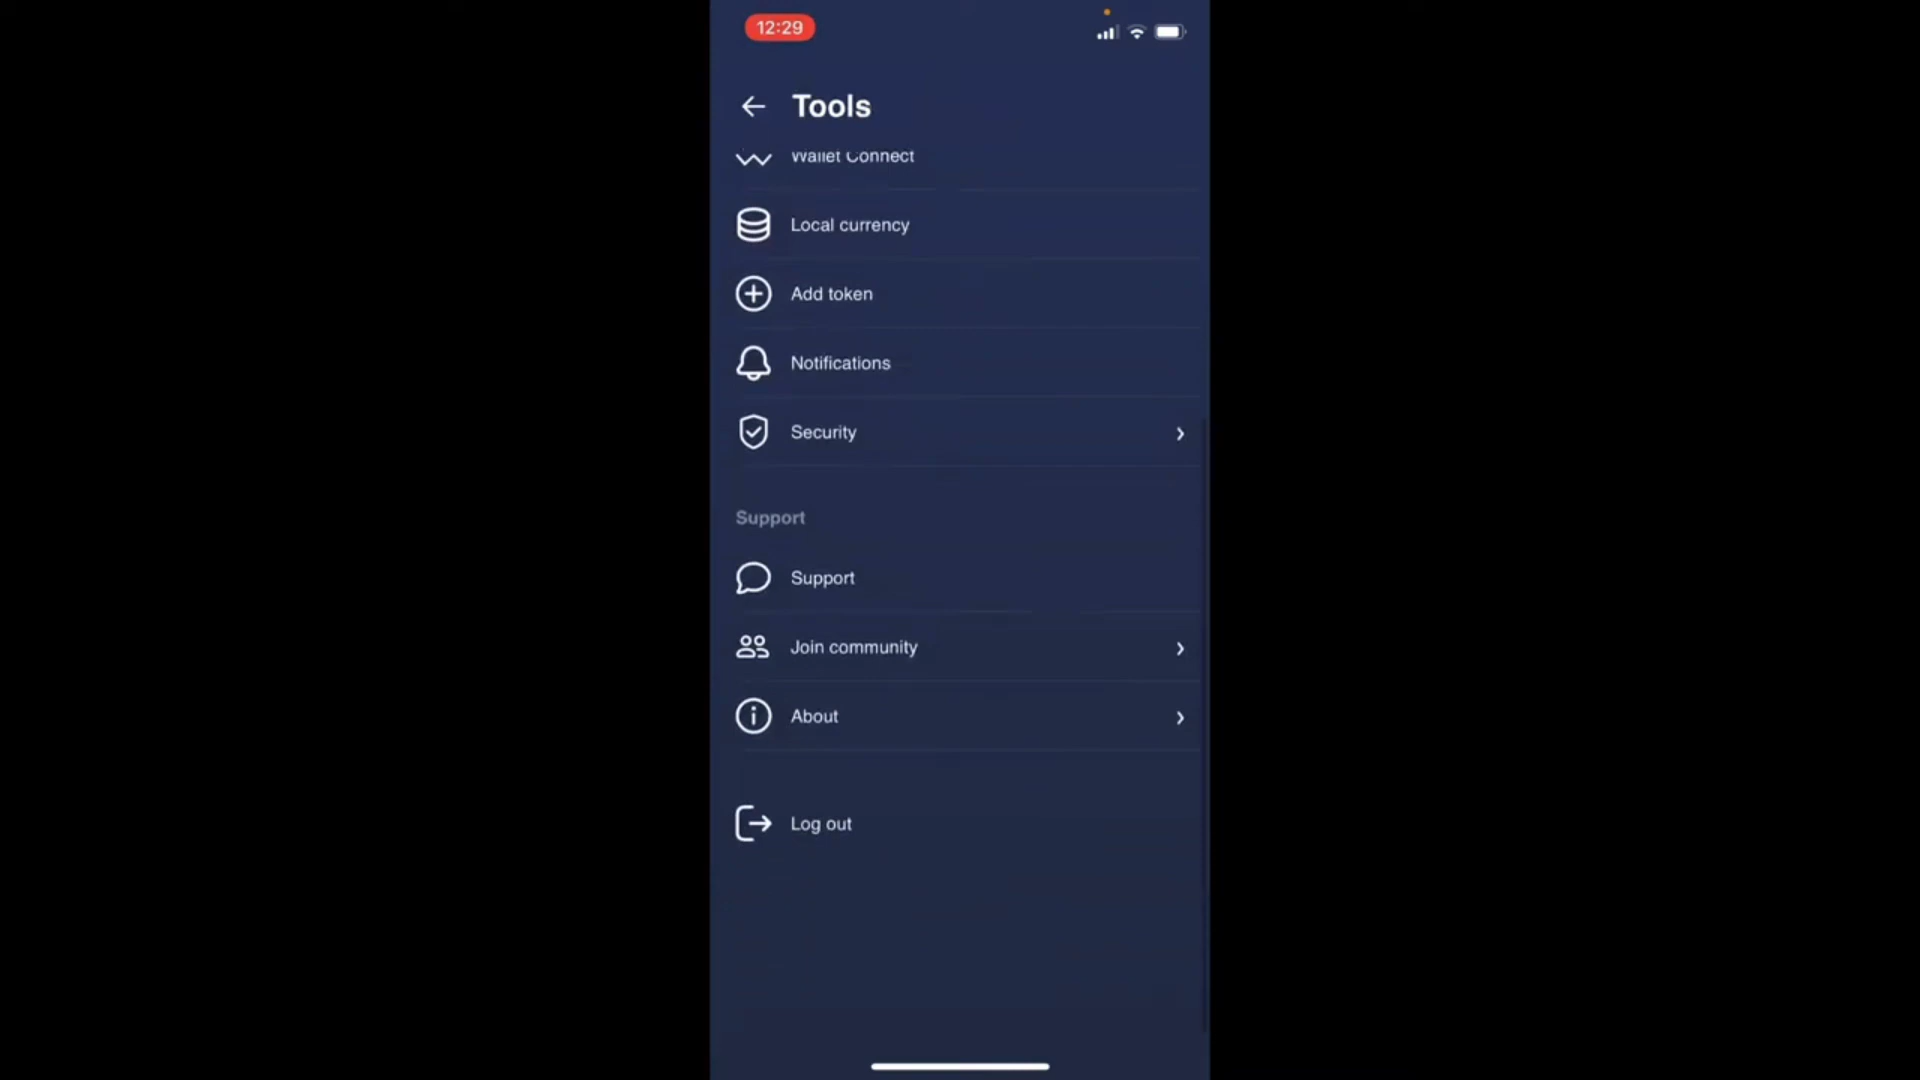 12:29
Tools
Wallet Connect
Local currency
Add token
Notifications
Security
Support
Support
Join community
About
Log out